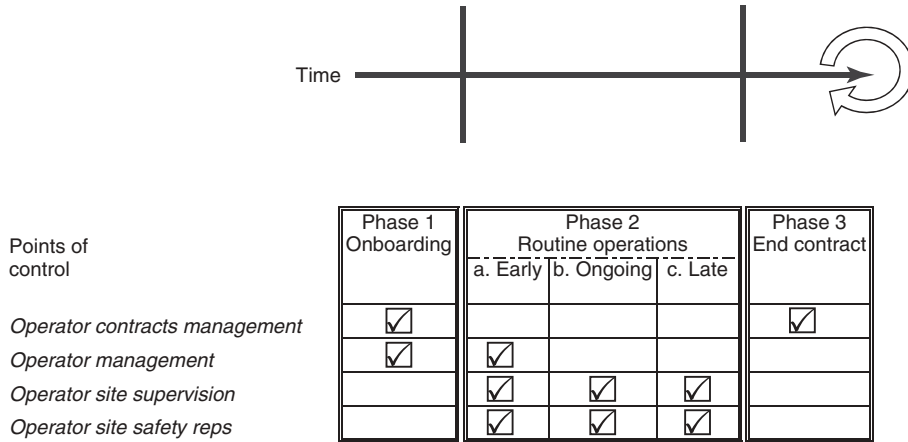 Time
Points of
control
Phase 1
Onboarding
Phase 2
Routine operations
a. Early
b. Ongoing
c. Late
Phase 3
End contract
Operator contracts management
Operator management
Operator site supervision
Operator site safety reps